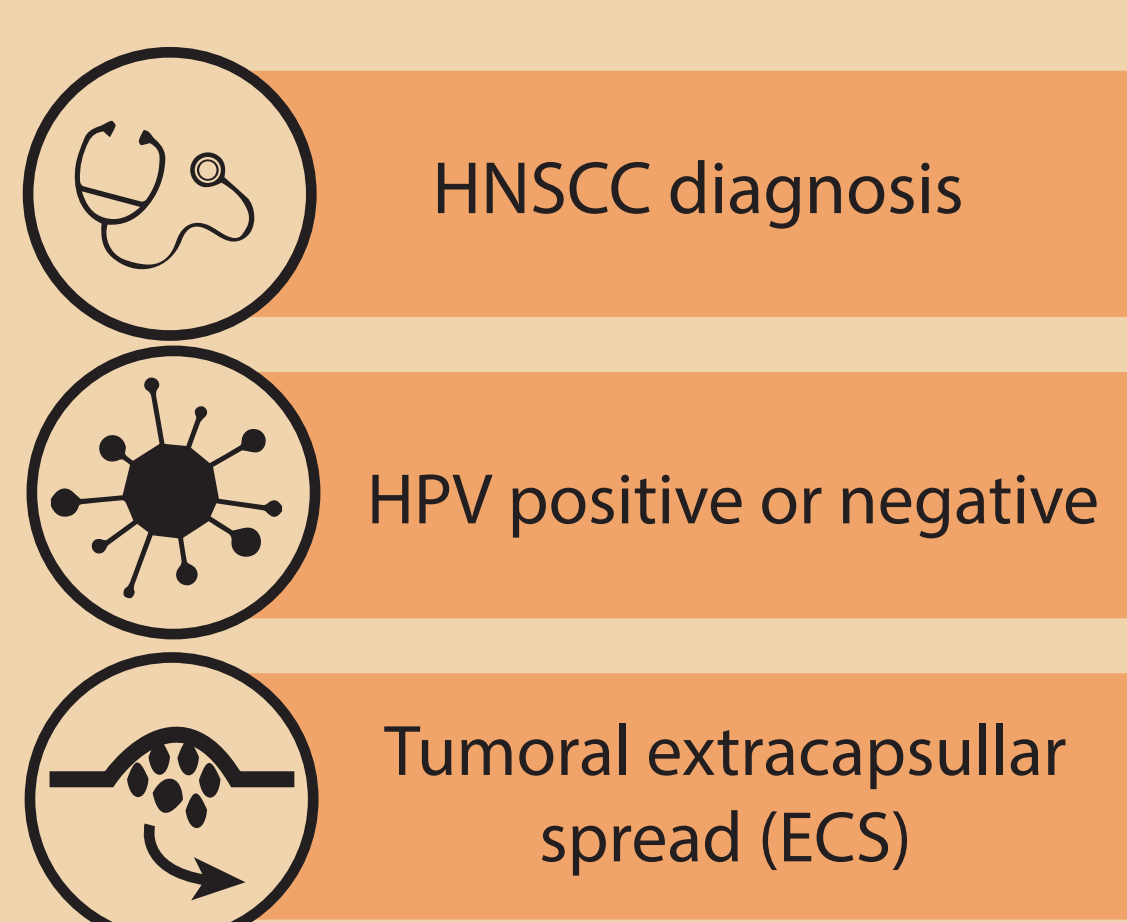 HNSCC diagnosis
HPV positive or negative
Tumoral extracapsullar
spread (ECS)